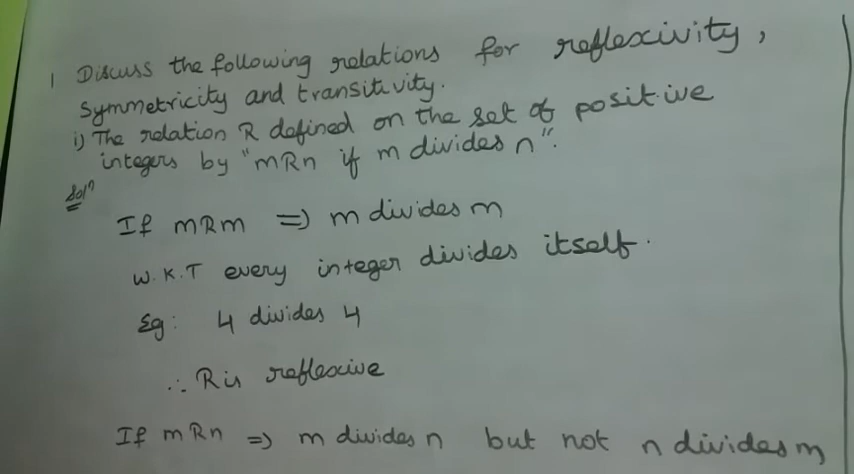 1 Discuss the following relations for reflexivity,
symmetricity and transitivity.
i) The relation R defined on the set of positive
integers by "mRn if m divides n".
Solⁿ
If mRm => m divides m
W.K.T every integer divides itself.
Eg: 4 divides 4
∴ R is reflexive
If mRn => m divides n but not n divides m